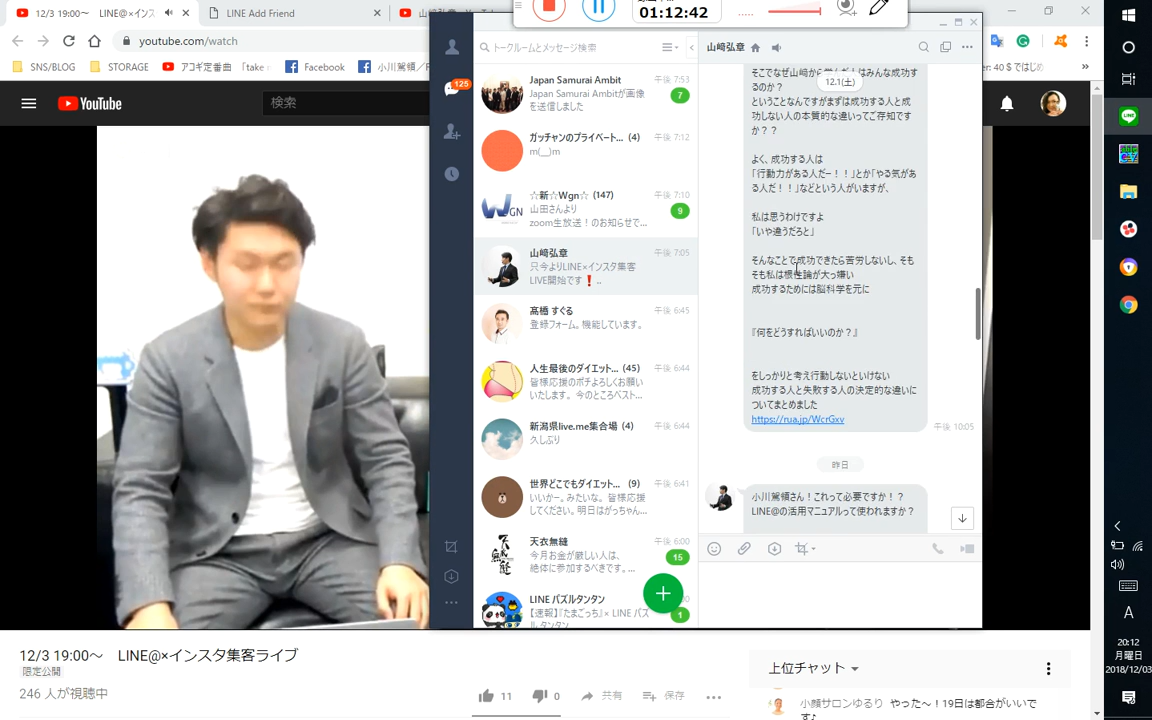 12/3 19:00～ LINE@×インス
LINE Add Friend
01:12:42
youtube.com/watch
SNS/BLOG
STORAGE
アコギ定番曲 「take
Facebook
小川篤頼／F
er: 40 $ではじめ
YouTube
検索
125
トークルームとメッセージ検索
Japan Samurai Ambit
午後 7:53
Japan Samurai Ambitが画像
を送信しました
7
ガッチャンのプライベート... (4)
午後 7:12
m(__)m
☆新☆Wgn☆ (147)
午後 7:10
山田さんより
zoom生放送！のお知らせで...
9
WGN
山﨑弘章
午後 7:05
只今よりLINE×インスタ集客
LIVE開始です❗ ..
髙橋 すぐる
午後 6:45
登録フォーム。機能しています。
人生最後のダイエット... (45)
午後 6:44
皆様応援のポチよろしくお願い
いたします。 今のところベスト...
新潟県live.me集合場 (4)
午後 6:44
久しぶり
世界どこでもダイエット... (9)
午後 6:41
いいかー。みたいな。 皆様応援
してください。明日はがっちゃん...
天衣無縫
午後 6:00
今月お金が厳しい人は、
絶体に参加するべきです。...
15
天衣無縫
LINE パズルタンタン
【速報】『たまごっち』× LINE パズ
ル タンタン
1
山﨑弘章
12.1(土)
そこでなぜ山﨑から学んだ人はみんな成功す
るのか？
ということなんですがまずは成功する人と成
功しない人の本質的な違いってご存知です
か？？
よく、成功する人は
「行動力がある人だー！！」とか「やる気があ
る人だ！！」などという人がいますが、
私は思うわけですよ
「いや違うだろと」
そんなことで成功できたら苦労しないし、そも
そも私は根性論が大っ嫌い
成功するためには脳科学を元に
『何をどうすればいいのか？』
をしっかりと考え行動しないといけない
成功する人と失敗する人の決定的な違いに
ついてまとめました
https://rua.jp/WcrGxv
午後 10:05
昨日
小川篤頼さん！これって必要ですか！？
LINE@の活用マニュアルって使われますか？
12/3 19:00～ LINE@×インスタ集客ライブ
限定公開
246 人が視聴中
11
0
共有
保存
上位チャット
小顔サロンゆるり やった～！19日は都合がいいで
す♪
A
20:12
月曜日
2018/12/03